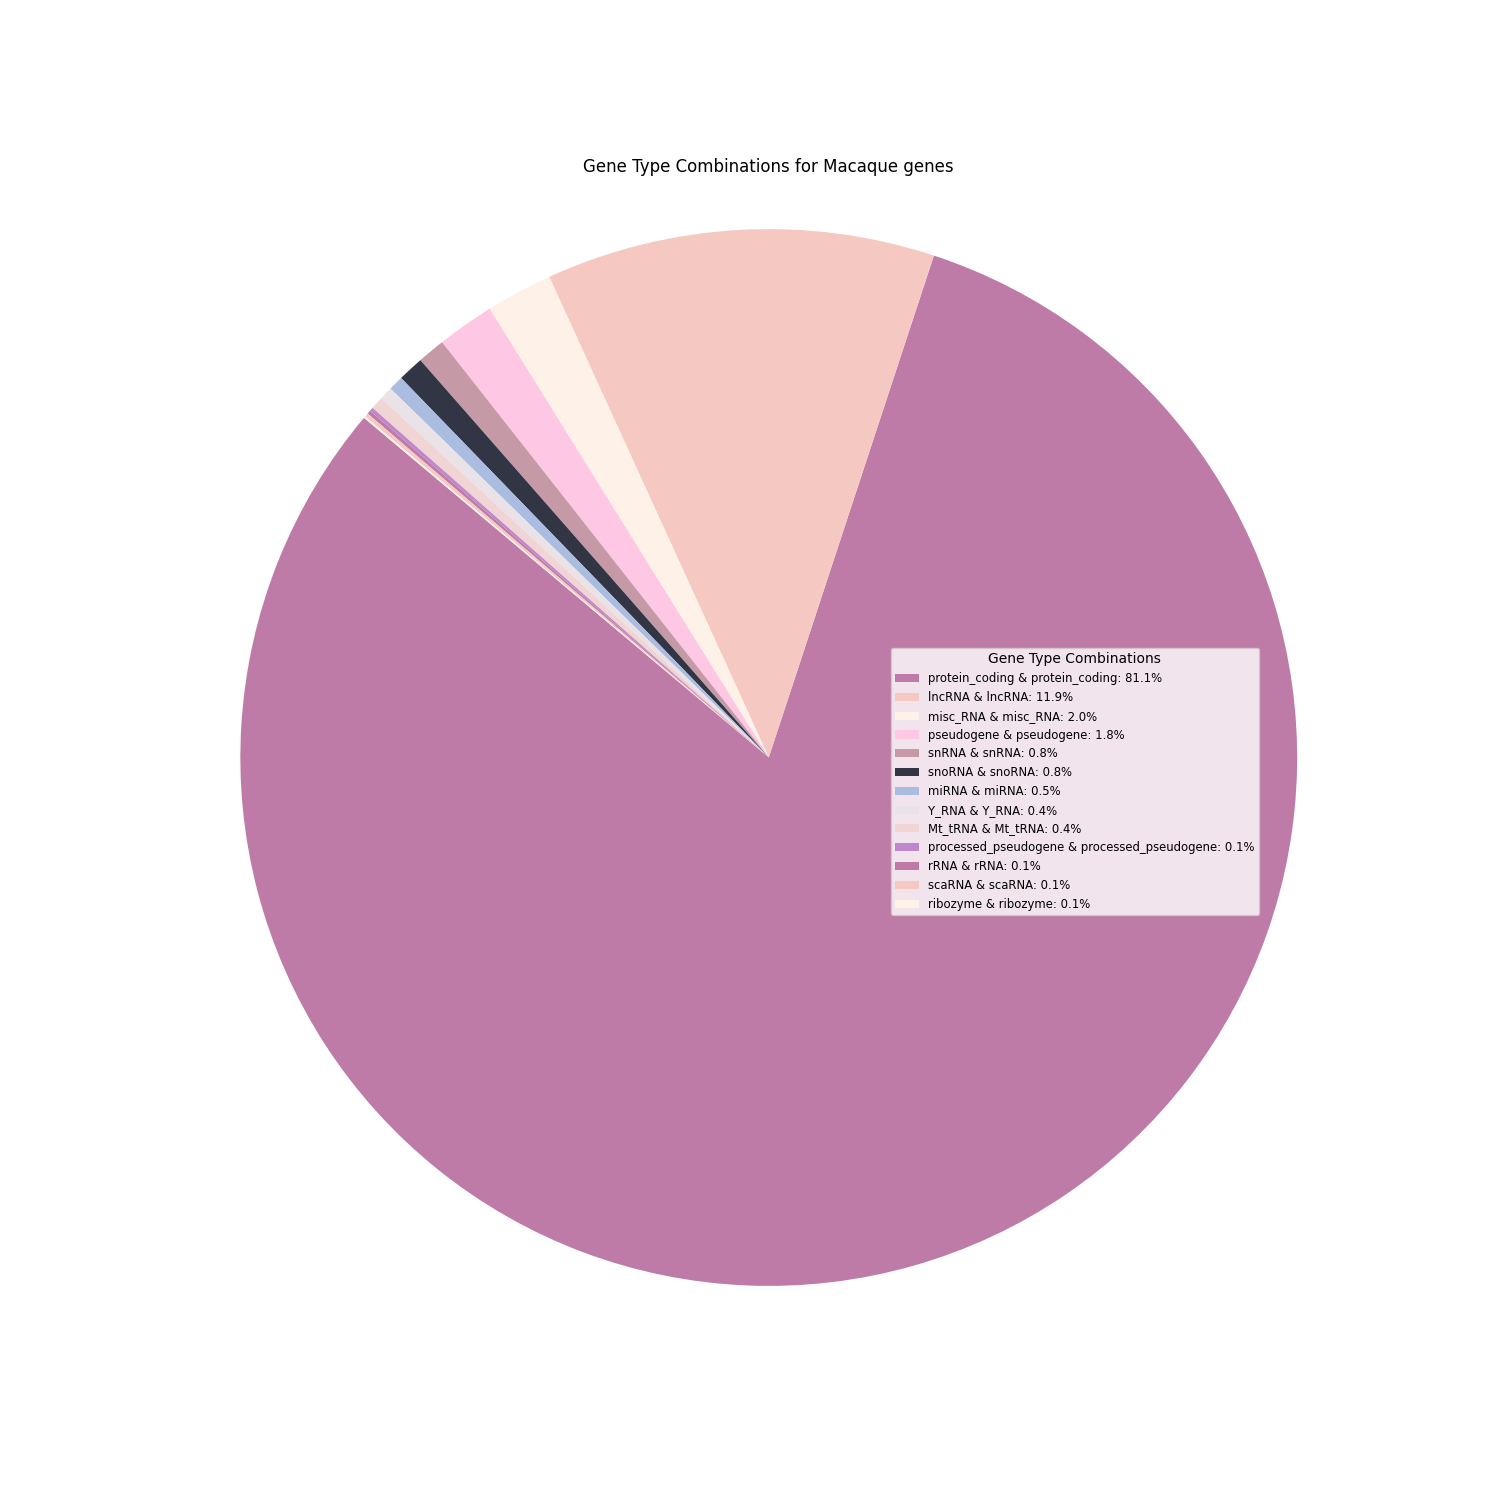 Gene Type Combinations for Macaque genes
Gene Type Combinations
protein_coding & protein_coding: 81.1%
lncRNA & lncRNA: 11.9%
misc_RNA & misc_RNA: 2.0%
pseudogene & pseudogene: 1.8%
snRNA & snRNA: 0.8%
snoRNA & snoRNA: 0.8%
miRNA & miRNA: 0.5%
Y_RNA & Y_RNA: 0.4%
Mt_tRNA & Mt_tRNA: 0.4%
processed_pseudogene & processed_pseudogene: 0.1%
rRNA & rRNA: 0.1%
scaRNA & scaRNA: 0.1%
ribozyme & ribozyme: 0.1%